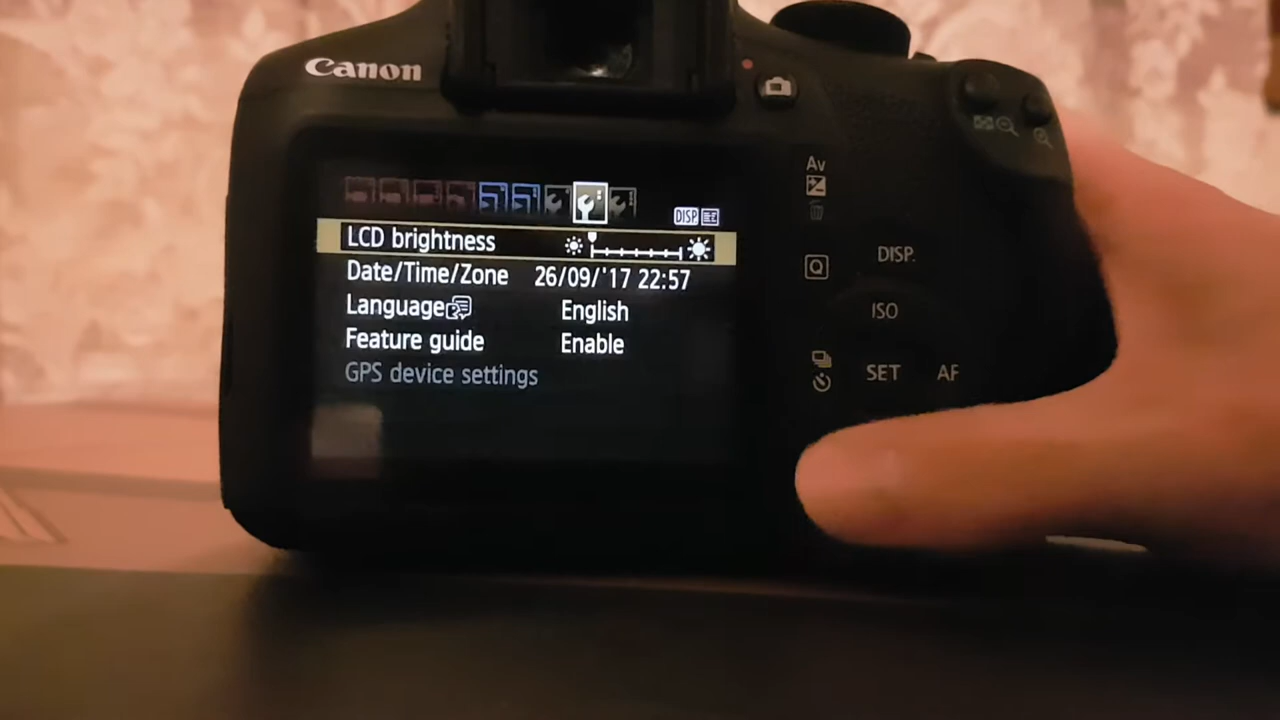 Canon
DISP
LCD brightness
Date/Time/Zone 26/09/'17 22:57
Language English
Feature guide Enable
GPS device settings
Av
Q
DISP.
ISO
SET AF